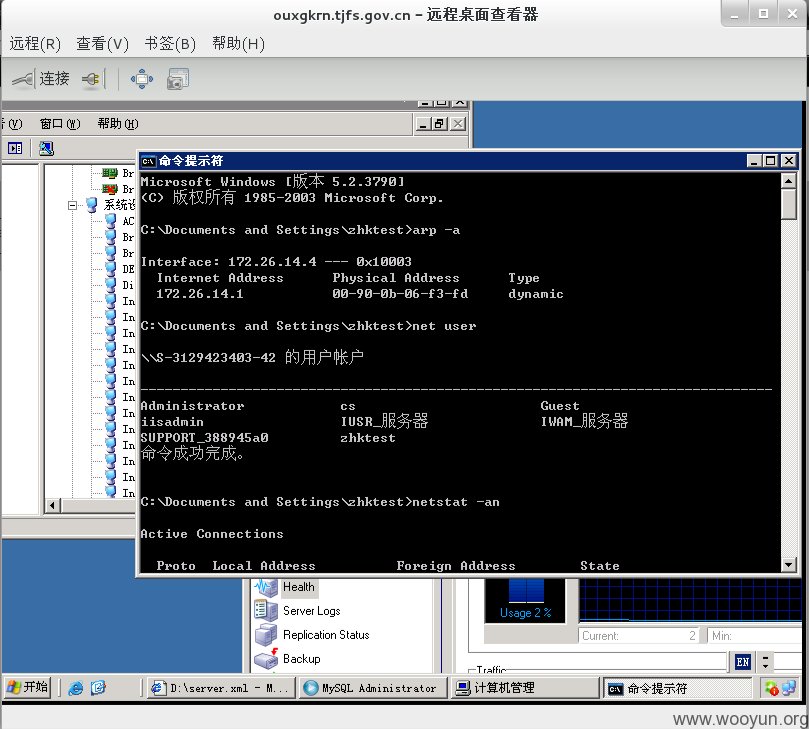 ouxgkrn.tjfs.gov.cn - 远程桌面查看器
远程(R) 查看(V) 书签(B) 帮助(H)
连接
(V) 窗口(W) 帮助(H)
Br
Br
系统设
AC
Br
Br
DE
Di
In
In
In
In
In
In
In
In
In
In
In
In
In
命令提示符
Microsoft Windows [版本 5.2.3790]
(C) 版权所有 1985-2003 Microsoft Corp.
C:\Documents and Settings\zhktest>arp -a
Interface: 172.26.14.4 --- 0x10003
Internet Address Physical Address Type
172.26.14.1 00-90-0b-06-f3-fd dynamic
C:\Documents and Settings\zhktest>net user
\\S-3129423403-42 的用户帐户
-------------------------------------------------------------------------------
Administrator cs Guest
iisadmin IUSR_服务器 IWAM_服务器
SUPPORT_388945a0 zhktest
命令成功完成。
C:\Documents and Settings\zhktest>netstat -an
Active Connections
Proto Local Address Foreign Address State
Health
Server Logs
Replication Status
Backup
Usage 2 %
Current: 2 Min:
Traffic
EN
开始 D:\server.xml - M... MySQL Administrator 计算机管理 命令提示符
www.wooyun.org